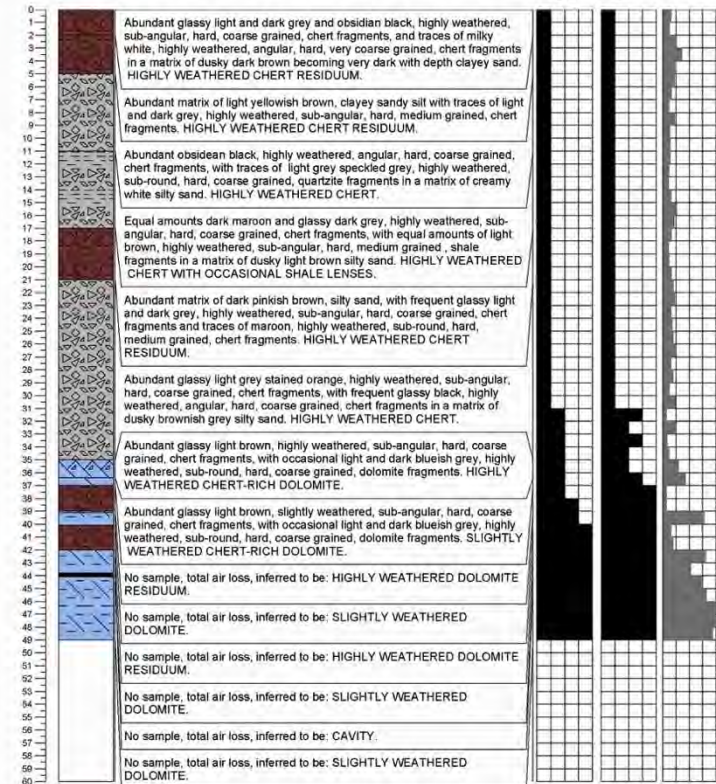 0
1
2
3
4
5
6
7
8
9
10
11
12
13
14
15
16
17
18
19
20
21
22
23
24
25
26
27
28
29
30
31
32
33
34
35
36
37
38
39
40
41
42
43
44
45
46
47
48
49
50
51
52
53
54
55
56
57
58
59
60
Abundant glassy light and dark grey and obsidian black, highly weathered,
sub-angular, hard, coarse grained, chert fragments, and traces of milky
white, highly weathered, angular, hard, very coarse grained, chert fragments
in a matrix of dusky dark brown becoming very dark with depth clayey sand.
HIGHLY WEATHERED CHERT RESIDUUM.
Abundant matrix of light yellowish brown, clayey sandy silt with traces of light
and dark grey, highly weathered, sub-angular, hard, medium grained, chert
fragments. HIGHLY WEATHERED CHERT RESIDUUM.
Abundant obsidean black, highly weathered, angular, hard, coarse grained,
chert fragments, with traces of light grey speckled grey, highly weathered,
sub-round, hard, coarse grained, quartzite fragments in a matrix of creamy
white silty sand. HIGHLY WEATHERED CHERT.
Equal amounts dark maroon and glassy dark grey, highly weathered, sub-
angular, hard, coarse grained, chert fragments, with equal amounts of light
brown, highly weathered, sub-angular, hard, medium grained , shale
fragments in a matrix of dusky light brown silty sand. HIGHLY WEATHERED
CHERT WITH OCCASIONAL SHALE LENSES.
Abundant matrix of dark pinkish brown, silty sand, with frequent glassy light
and dark grey, highly weathered, sub-angular, hard, coarse grained, chert
fragments and traces of maroon, highly weathered, sub-round, hard,
medium grained, chert fragments. HIGHLY WEATHERED CHERT
RESIDUUM.
Abundant glassy light grey stained orange, highly weathered, sub-angular,
hard, coarse grained, chert fragments, with frequent glassy black, highly
weathered, angular, hard, coarse grained, chert fragments in a matrix of
dusky brownish grey silty sand. HIGHLY WEATHERED CHERT.
Abundant glassy light brown, highly weathered, sub-angular, hard, coarse
grained, chert fragments, with occasional light and dark blueish grey, highly
weathered, sub-round, hard, coarse grained, dolomite fragments. HIGHLY
WEATHERED CHERT-RICH DOLOMITE.
Abundant glassy light brown, slightly weathered, sub-angular, hard, coarse
grained, chert fragments, with occasional light and dark blueish grey, highly
weathered, sub-round, hard, coarse grained, dolomite fragments. SLIGHTLY
WEATHERED CHERT-RICH DOLOMITE.
No sample, total air loss, inferred to be: HIGHLY WEATHERED DOLOMITE
RESIDUUM.
No sample, total air loss, inferred to be: SLIGHTLY WEATHERED
DOLOMITE.
No sample, total air loss, inferred to be: HIGHLY WEATHERED DOLOMITE
RESIDUUM.
No sample, total air loss, inferred to be: SLIGHTLY WEATHERED
DOLOMITE.
No sample, total air loss, inferred to be: CAVITY.
No sample, total air loss, inferred to be: SLIGHTLY WEATHERED
DOLOMITE.